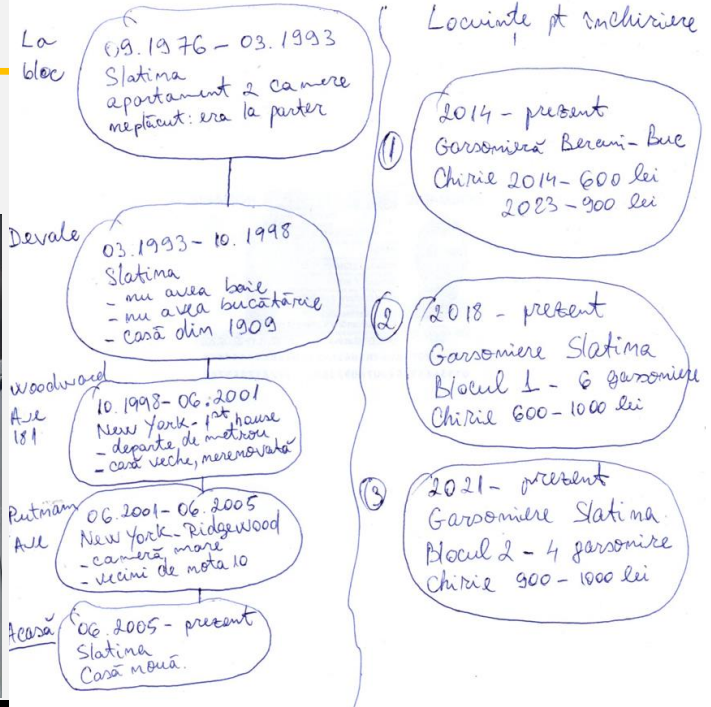 La
bloc
09.1976 - 03.1993
Slatina
apartament 2 camere
neplăcut: era la parter
Devale
03.1993 - 10.1998
Slatina
- nu avea baie
- nu avea bucătărie
- casă din 1909
Woodward
Ave
181
10.1998 - 06.2001
New York - 1st hause
- departe de metrou
- casă veche, nerenovată
Putnam
Ave
06.2001 - 06.2005
New York - Ridgewood
- cameră mare
- vecini de nota 10
Acasă
06.2005 - prezent
Slatina
Casă nouă.
Locuințe pt închiriere
1
2014 - prezent
Garsonieră Berceni - Buc
Chirie 2014 - 600 lei
2023 - 900 lei
2
2018 - prezent
Garsoniere Slatina
Blocul 1 - 6 garsoniere
Chirie 600 - 1000 lei
3
2021 - prezent
Garsoniere Slatina
Blocul 2 - 4 garsonire
Chirie 900 - 1000 lei